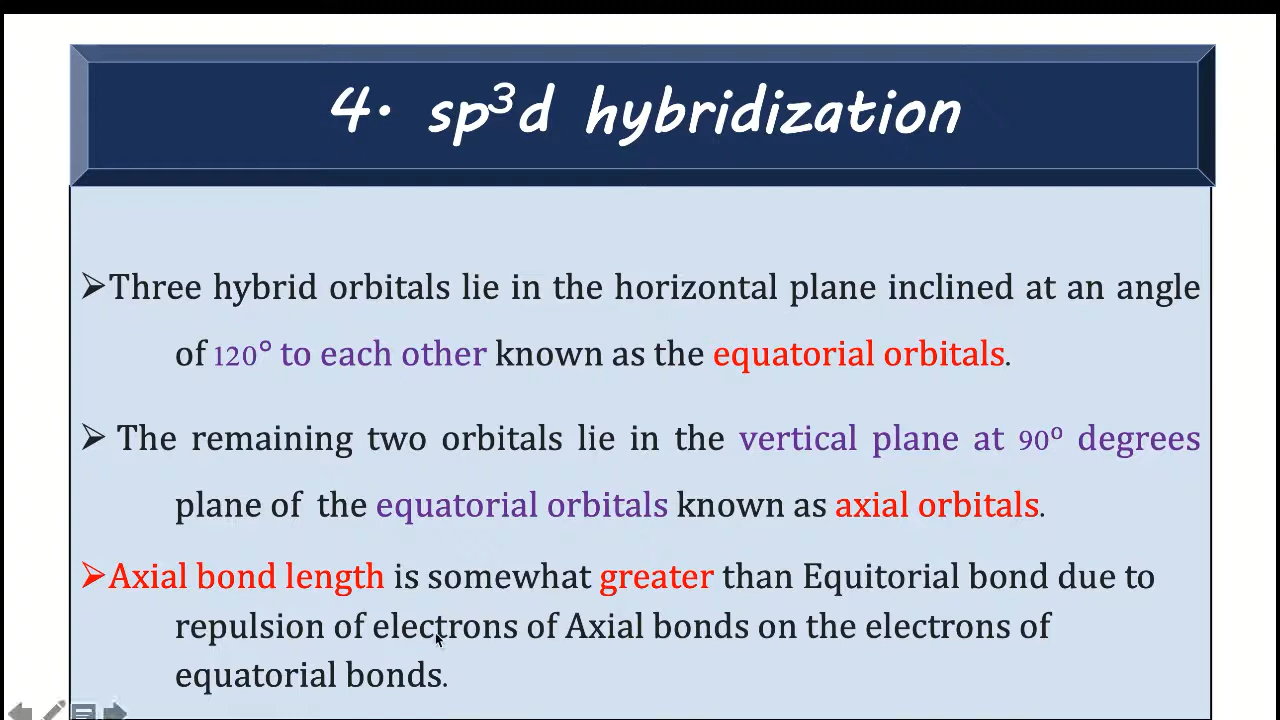 4. sp³d hybridization
➢Three hybrid orbitals lie in the horizontal plane inclined at an angle
of 120° to each other known as the equatorial orbitals.
➢ The remaining two orbitals lie in the vertical plane at 90º degrees
plane of the equatorial orbitals known as axial orbitals.
➢Axial bond length is somewhat greater than Equitorial bond due to
repulsion of electrons of Axial bonds on the electrons of
equatorial bonds.